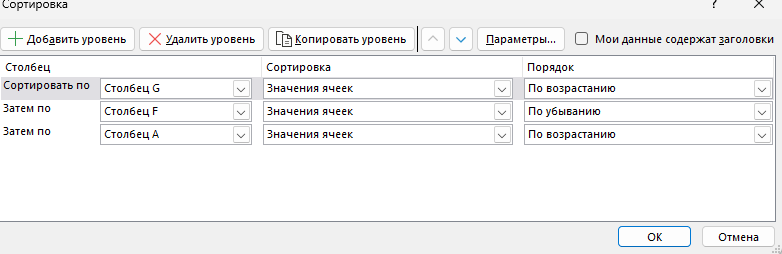 Сортировка ?
Добавить уровень Удалить уровень Копировать уровень Параметры... Мои данные содержат заголовки
Столбец Сортировка Порядок
Сортировать по Столбец G Значения ячеек По возрастанию
Затем по Столбец F Значения ячеек По убыванию
Затем по Столбец A Значения ячеек По возрастанию
OK Отмена